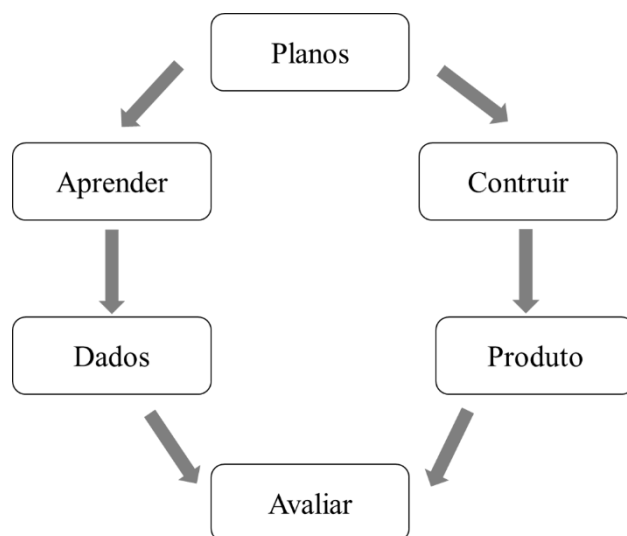 Planos
Aprender
Contruir
Dados
Produto
Avaliar